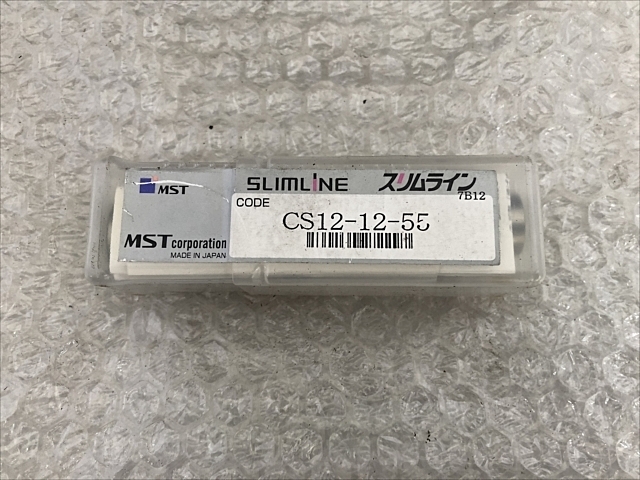 MST
SLIMLINE
スリムライン
7B12
CODE
CS12-12-55
MST corporation
MADE IN JAPAN